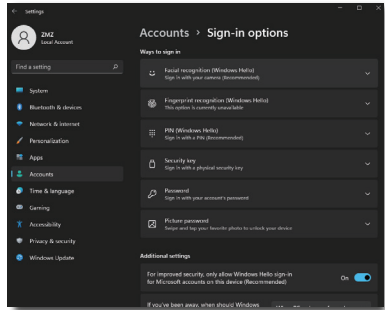 Settings
ZMZ
Local Account
Find a setting
System
Bluetooth & devices
Network & internet
Personalization
Apps
Accounts
Time & language
Gaming
Accessibility
Privacy & security
Windows Update
Accounts > Sign-in options
Ways to sign in
Facial recognition (Windows Hello)
Sign in with your camera (Recommended)
Fingerprint recognition (Windows Hello)
This option is currently unavailable
PIN (Windows Hello)
Sign in with a PIN (Recommended)
Security key
Sign in with a physical security key
Password
Sign in with your account's password
Picture password
Swipe and tap your favorite photo to unlock your device
Additional settings
For improved security, only allow Windows Hello sign-in
for Microsoft accounts on this device (Recommended)
On
If you've been away, when should Windows